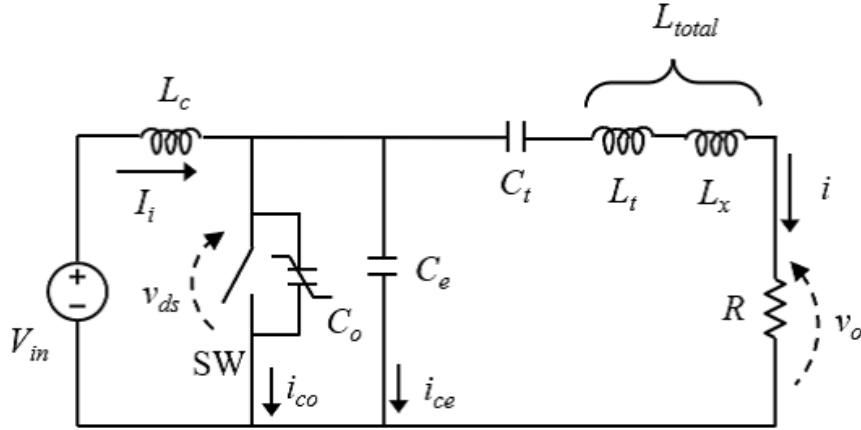 L_total
L_c
C_t
L_t
L_x
I_i
i
v_ds
C_o
C_e
R
v_o
V_in
SW
i_co
i_ce